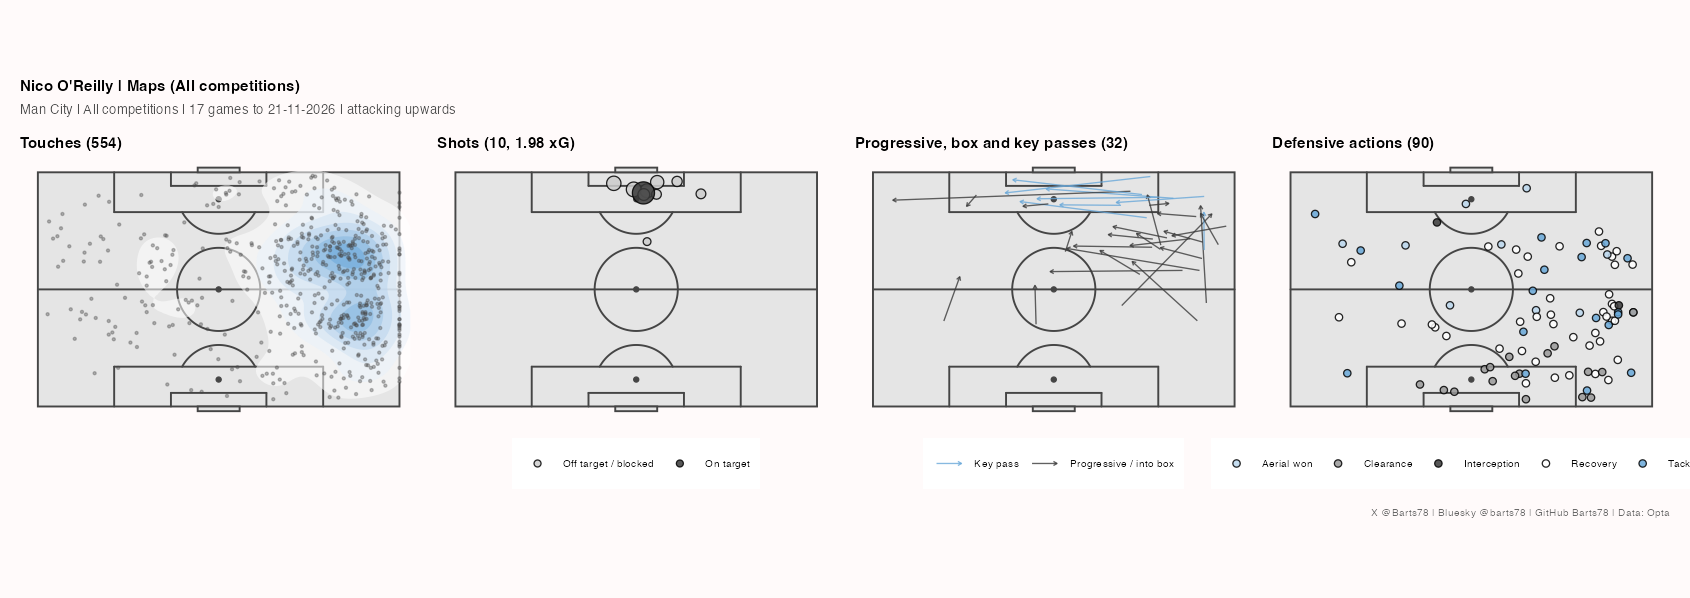 Nico O'Reilly | Maps (All competitions)
Man City | All competitions | 17 games to 21-11-2026 | attacking upwards
Touches (554)
Shots (10, 1.98 xG)
Progressive, box and key passes (32)
Defensive actions (90)
Off target / blocked
On target
Key pass
Progressive / into box
Aerial won
Clearance
Interception
Recovery
Tack
X @Barts78 | Bluesky @barts78 | GitHub Barts78 | Data: Opta